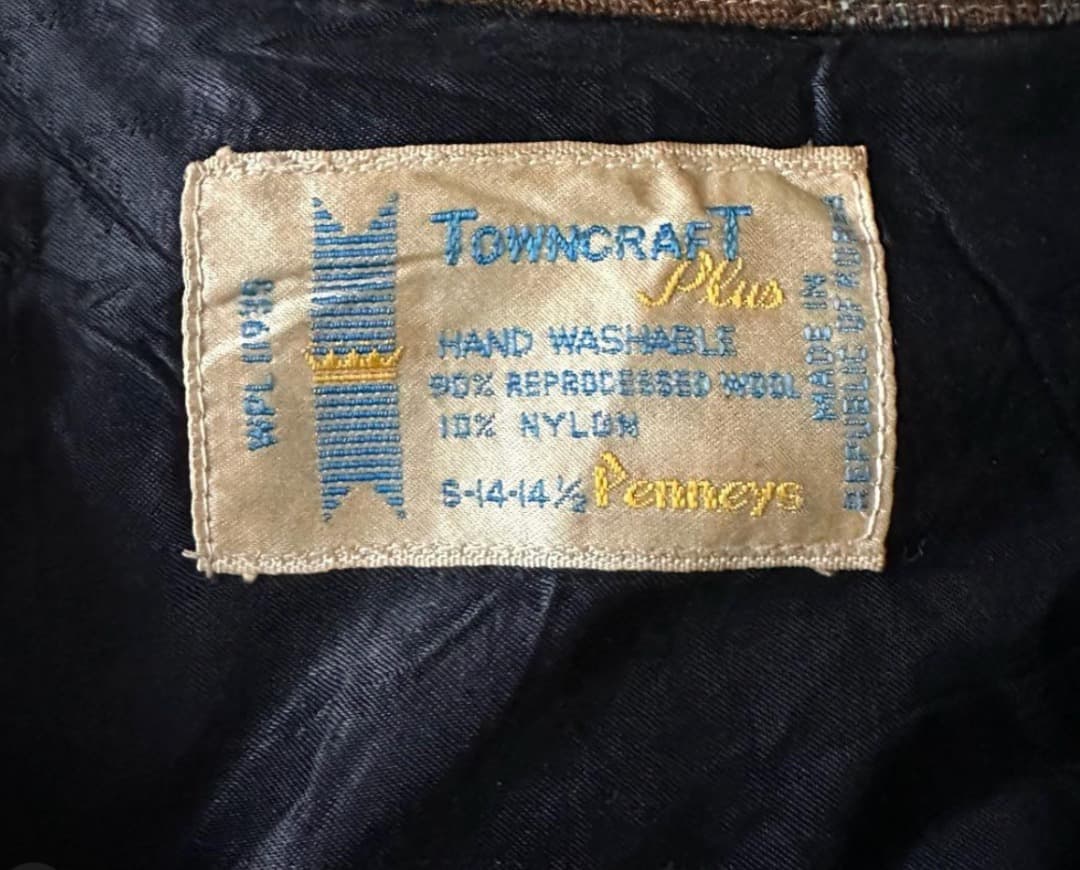 WPL 11935
TOWNCRAFT
Plus
HAND WASHABLE
90% REPROCESSED WOOL
10% NYLON
S-14-14½
Penneys
MADE IN
REPUBLIC OF KOREA